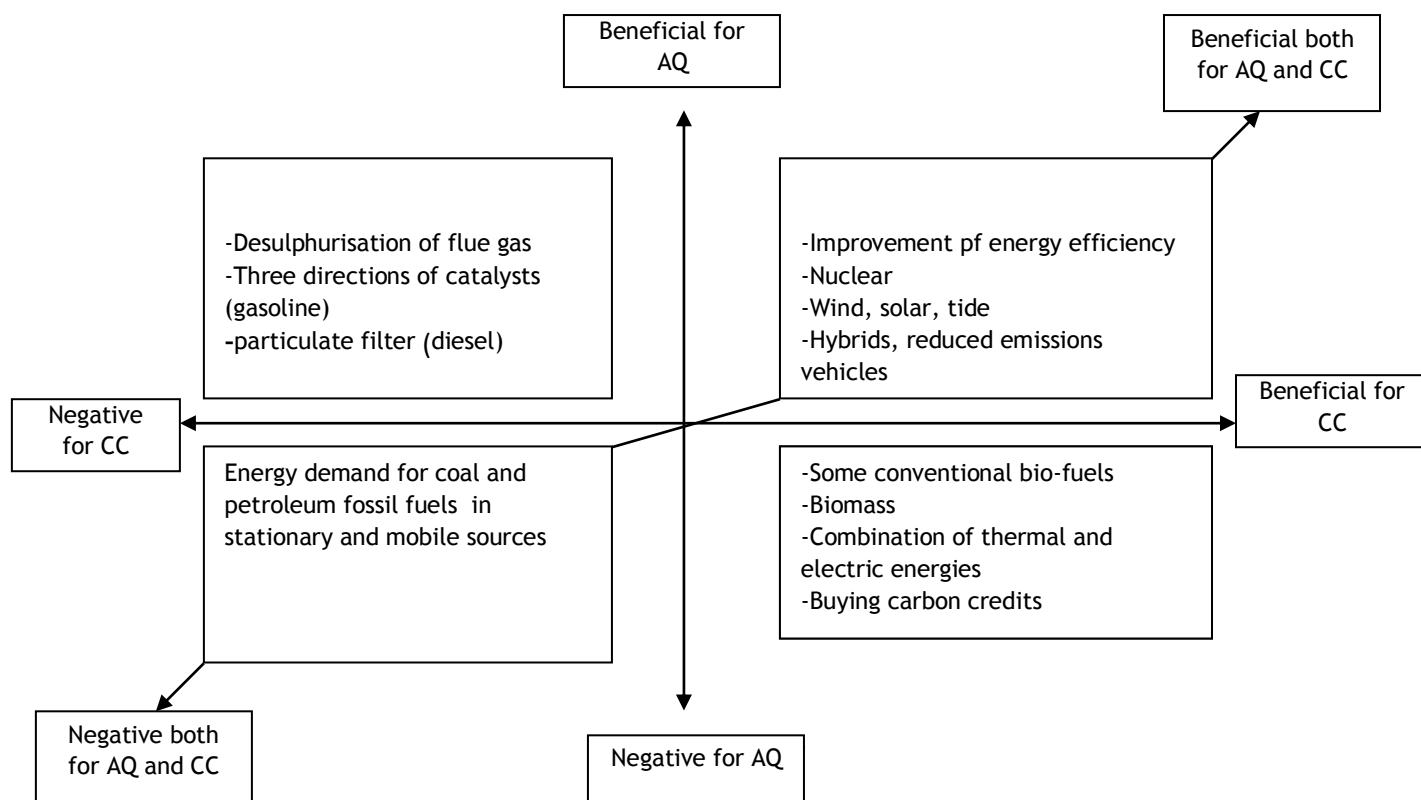 Beneficial for
AQ
Beneficial both
for AQ and CC
-Desulphurisation of flue gas
-Three directions of catalysts
(gasoline)
-particulate filter (diesel)
-Improvement pf energy efficiency
-Nuclear
-Wind, solar, tide
-Hybrids, reduced emissions
vehicles
Negative
for CC
Beneficial for
CC
Energy demand for coal and
petroleum fossil fuels  in
stationary and mobile sources
-Some conventional bio-fuels
-Biomass
-Combination of thermal and
electric energies
-Buying carbon credits
Negative both
for AQ and CC
Negative for AQ